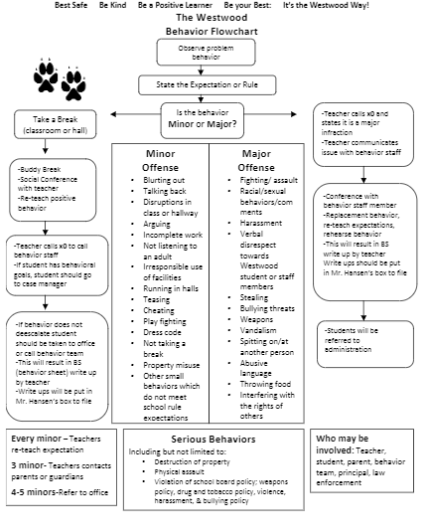 Best Safe Be Kind Be a Positive Learner Be your Best: It's the Westwood Way!
The Westwood
Behavior Flowchart
Observe problem
behavior
State the Expectation or Rule
Is the behavior
Minor or Major?
Take a Break
(classroom or hall)
-Buddy Break
-Social Conference
with teacher
-Re-teach positive
behavior
-Teacher calls x0 to call
behavior staff
-If student has behavioral
goals, student should go
to case manager
-If behavior does not
deescalate student
should be taken to office
or call behavior team
-This will result in BS
(behavior sheet) write up
by teacher
-Write ups will be put in
Mr. Hansen's box to file
Minor
Offense
• Blurting out
• Talking back
• Disruptions in
class or hallway
• Arguing
• Incomplete work
• Not listening to
an adult
• Irresponsible use
of facilities
• Running in halls
• Teasing
• Cheating
• Play fighting
• Dress code
• Not taking a
break
• Property misuse
• Other small
behaviors which
do not meet
school rule
expectations
Major
Offense
• Fighting/ assault
• Racial/sexual
behaviors/com
ments
• Harassment
• Verbal
disrespect
towards
Westwood
student or staff
members
• Stealing
• Bullying threats
• Weapons
• Vandalism
• Spitting on/at
another person
• Abusive
language
• Throwing food
• Interfering with
the rights of
others
-Teacher calls x0 and
states it is a major
infraction
-Teacher communicates
issue with behavior staff
-Conference with
behavior staff member
-Replacement behavior,
re-teach expectations,
rehearse behavior
-This will result in BS
write up by teacher
Write ups should be put
in Mr. Hansen's box to file
-Students will be
referred to
administration
Every minor – Teachers
re-teach expectation
3 minor- Teachers contacts
parents or guardians
4-5 minors-Refer to office
Serious Behaviors
Including but not limited to:
• Destruction of property
• Physical assault
• Violation of school board policy; weapons
policy, drug and tobacco policy, violence,
harassment, & bullying policy
Who may be
involved: Teacher,
student, parent, behavior
team, principal, law
enforcement